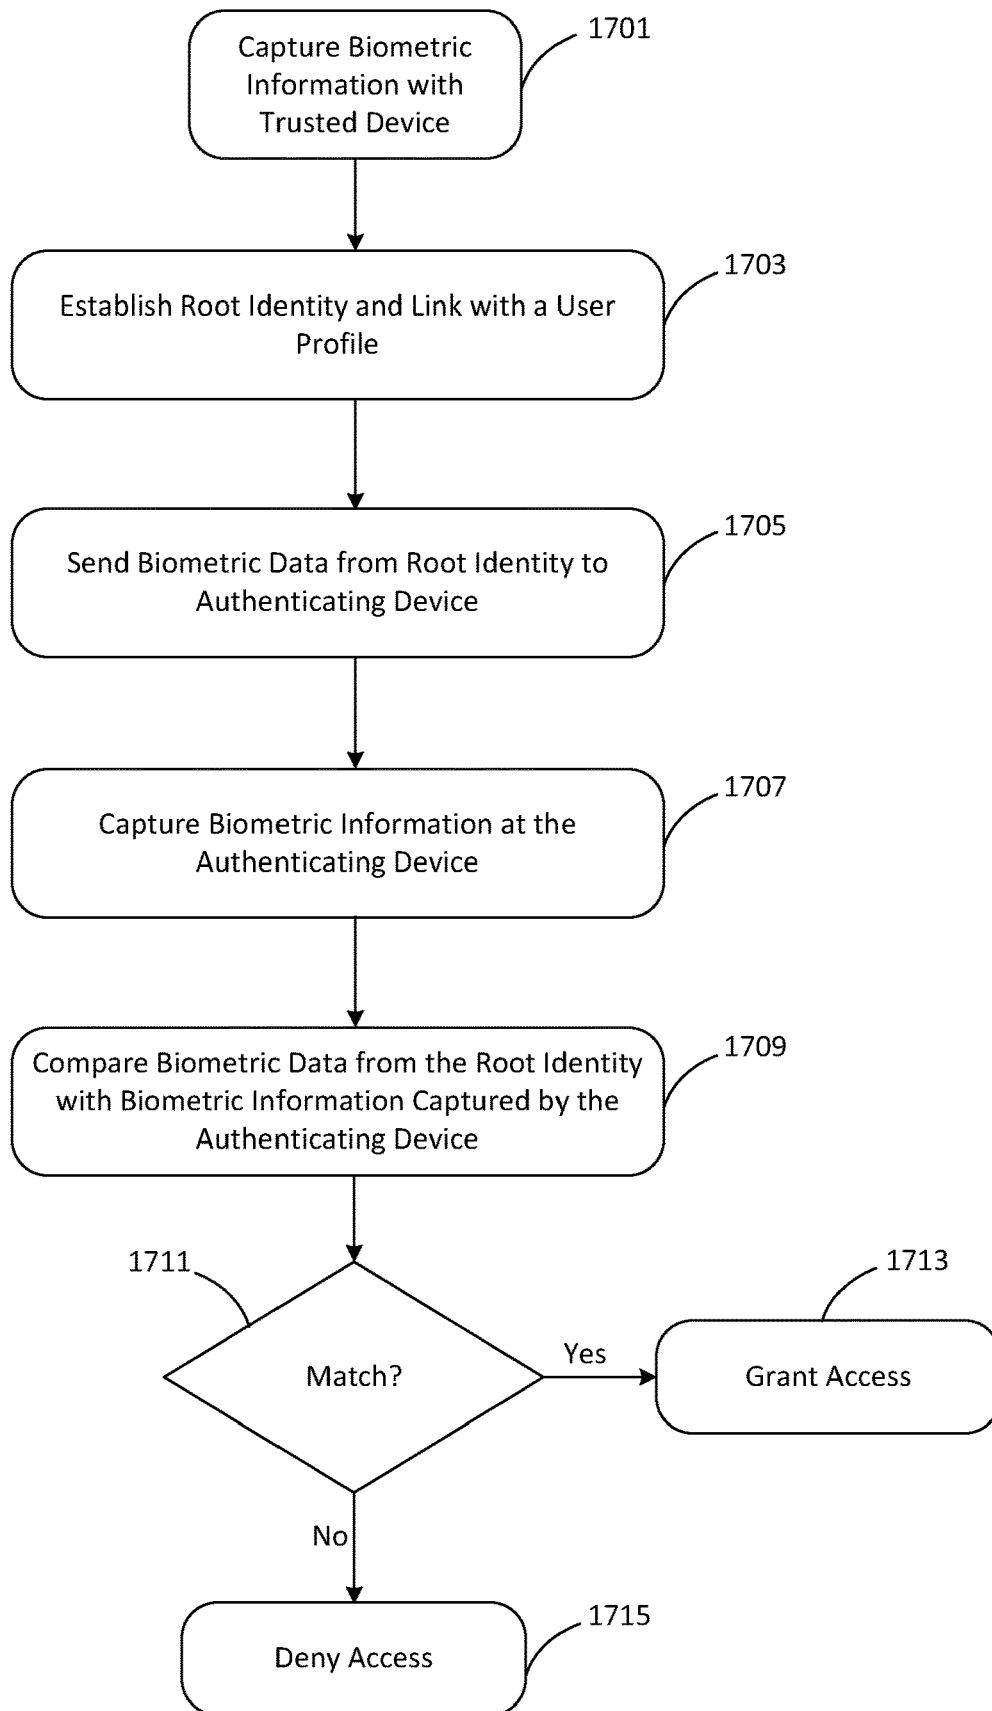 Capture Biometric
Information with
Trusted Device
1701
Establish Root Identity and Link with a User
Profile
1703
Send Biometric Data from Root Identity to
Authenticating Device
1705
Capture Biometric Information at the
Authenticating Device
1707
Compare Biometric Data from the Root Identity
with Biometric Information Captured by the
Authenticating Device
1709
1711
Match?
Yes
1713
Grant Access
No
1715
Deny Access